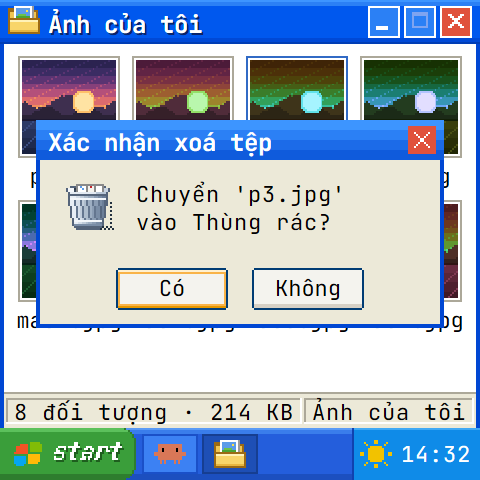 Ảnh của tôi
Xác nhận xoá tệp
Chuyển 'p3.jpg'
vào Thùng rác?
Có
Không
8 đối tượng · 214 KB
Ảnh của tôi
start
14:32